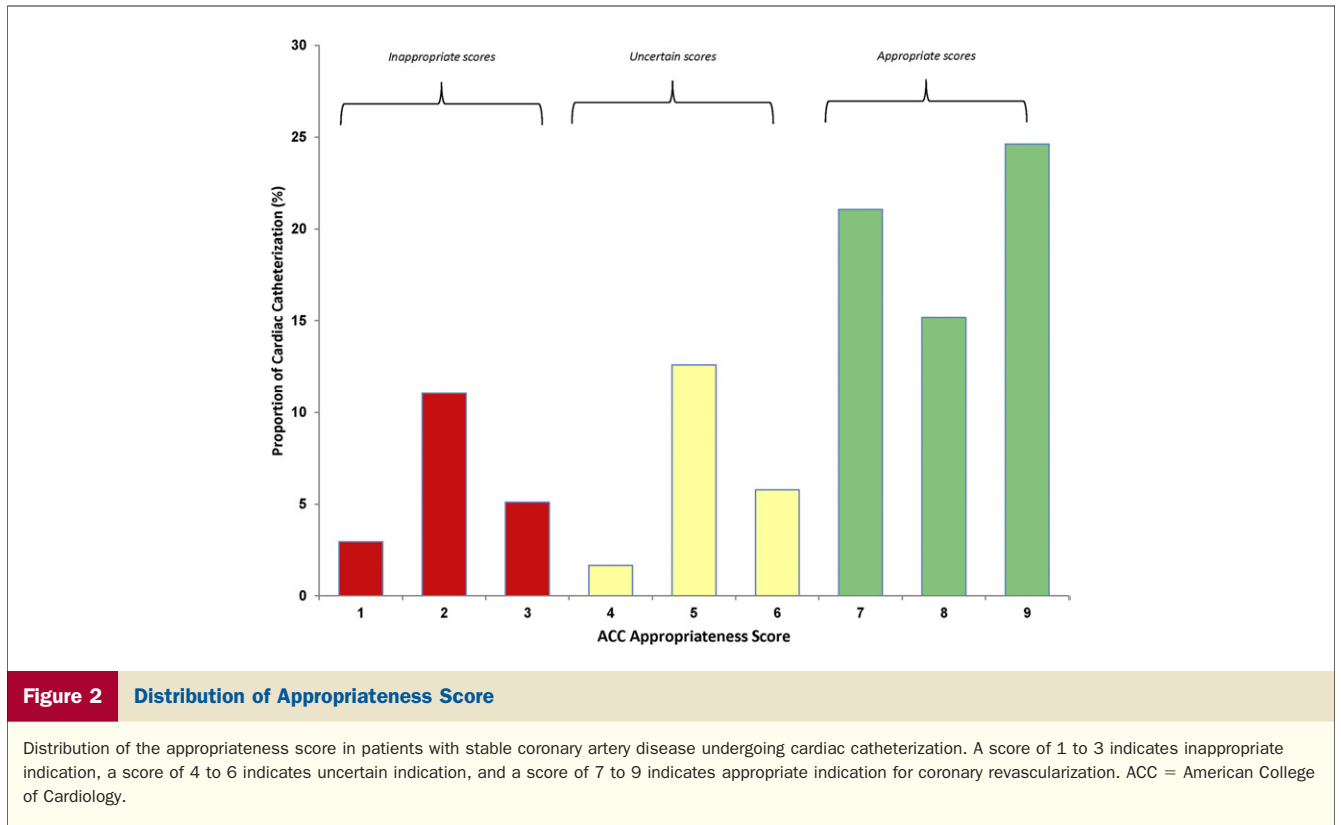 Inappropriate scores Uncertain scores Appropriate scores
30
25
20
15
10
5
0
Proportion of Cardiac Catheterization (%)
1 2 3 4 5 6 7 8 9
ACC Appropriateness Score
Figure 2 Distribution of Appropriateness Score
Distribution of the appropriateness score in patients with stable coronary artery disease undergoing cardiac catheterization. A score of 1 to 3 indicates inappropriate
indication, a score of 4 to 6 indicates uncertain indication, and a score of 7 to 9 indicates appropriate indication for coronary revascularization. ACC = American College
of Cardiology.